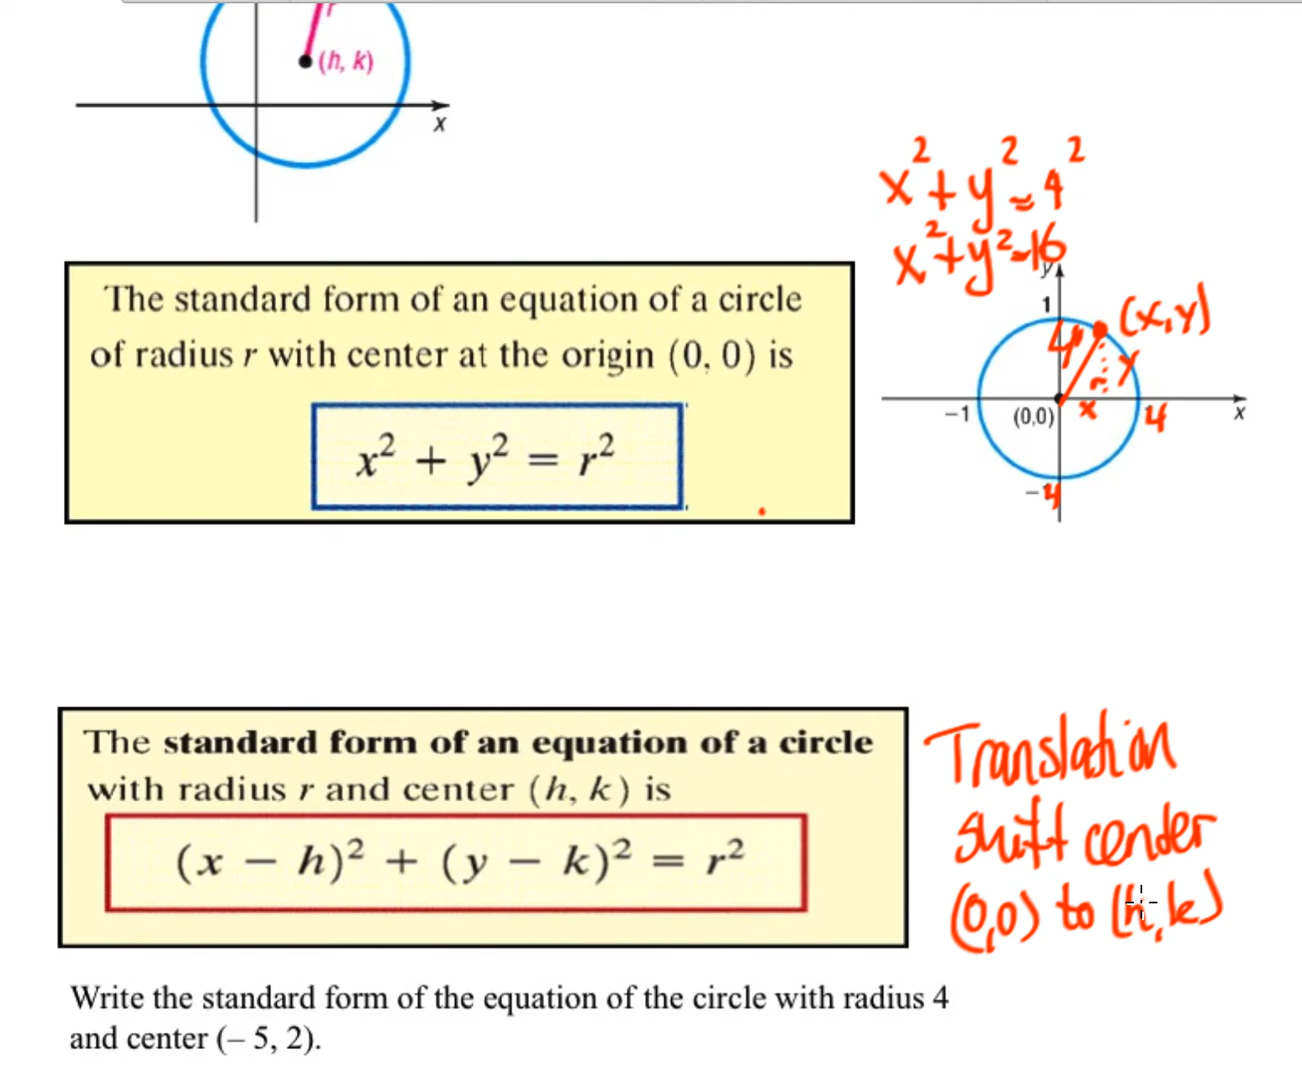 r
(h, k)
x
x² + y² = 4²
x² + y² = 16
y
1
(x,y)
4
r
y
-1
(0,0)
x
4
x
-4
The standard form of an equation of a circle
of radius r with center at the origin (0, 0) is
x² + y² = r²
The standard form of an equation of a circle
with radius r and center (h, k) is
(x − h)² + (y − k)² = r²
Translation
shift center
(0,0) to (h,k)
Write the standard form of the equation of the circle with radius 4
and center (– 5, 2).